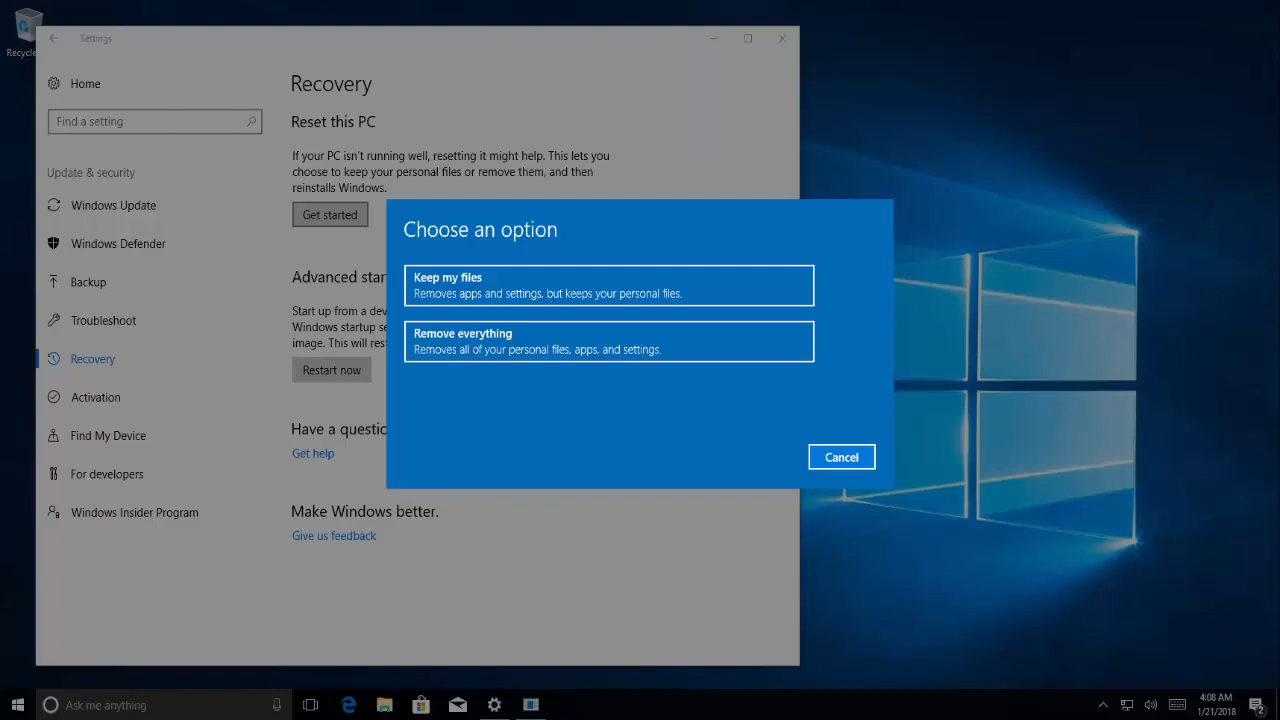 Recycle
Settings
Home
Find a setting
Update & security
Windows Update
Windows Defender
Backup
Troubleshoot
Recovery
Activation
Find My Device
For developers
Windows Insider Program
Recovery
Reset this PC
If your PC isn't running well, resetting it might help. This lets you
choose to keep your personal files or remove them, and then
reinstalls Windows.
Get started
Advanced star
Start up from a dev
Windows startup se
image. This will rest
Restart now
Have a questio
Get help
Make Windows better.
Give us feedback
Choose an option
Keep my files
Removes apps and settings, but keeps your personal files.
Remove everything
Removes all of your personal files, apps, and settings.
Cancel
Ask me anything
4:08 AM
1/21/2018
2